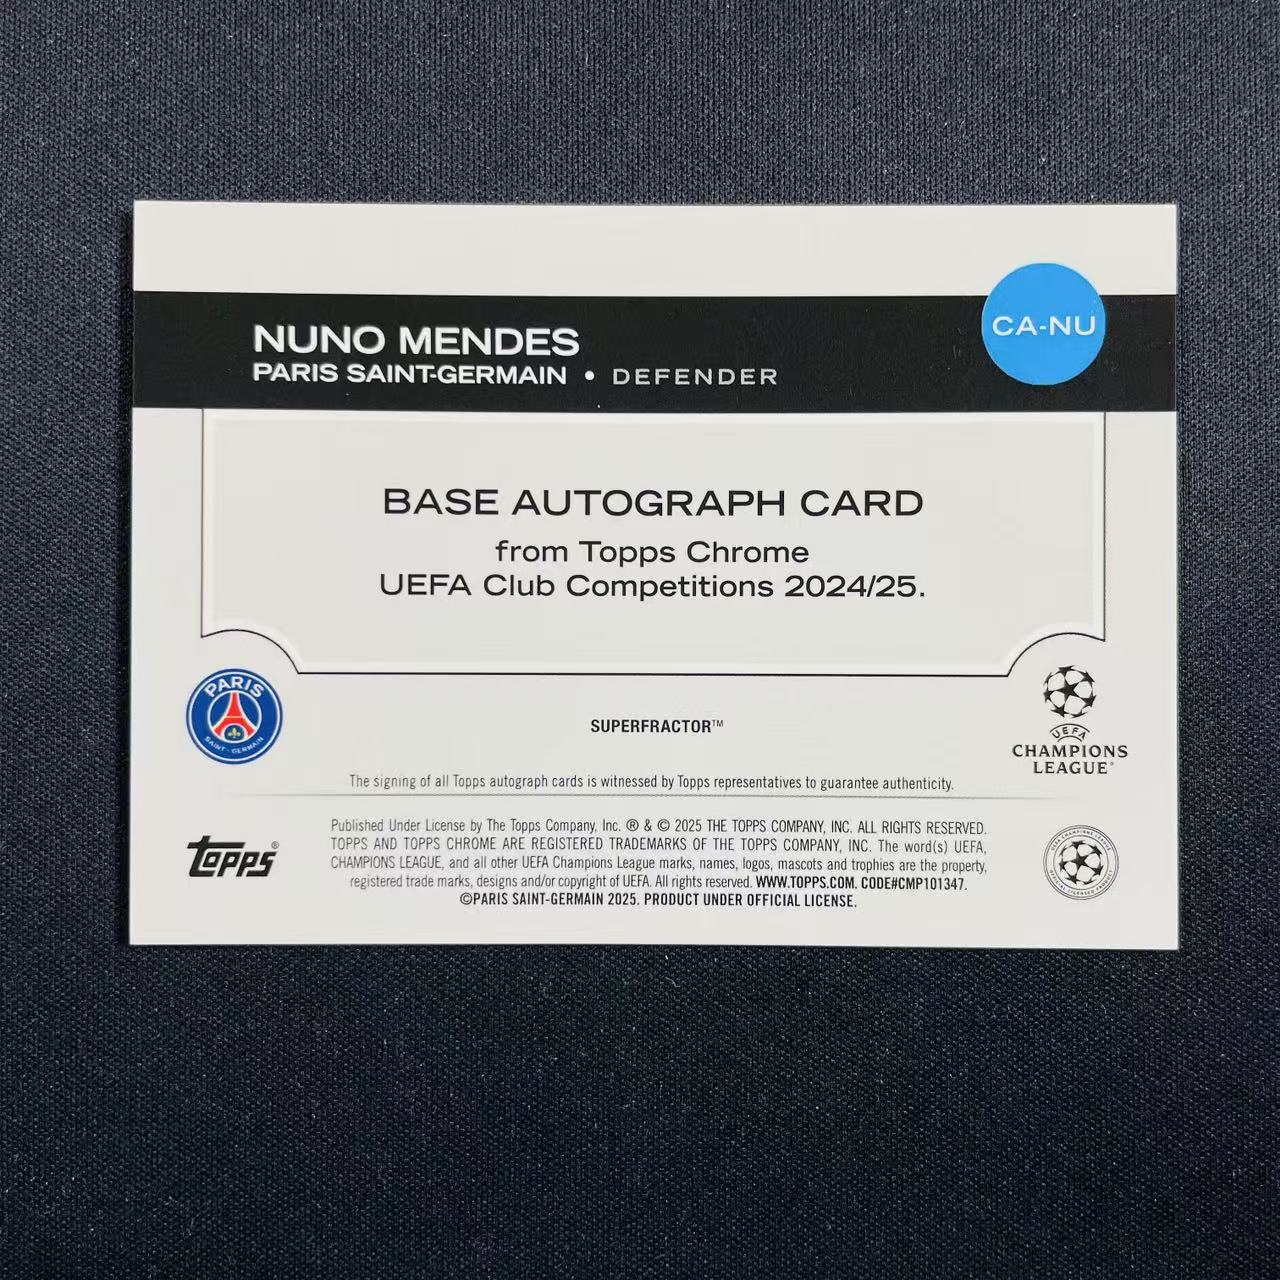 NUNO MENDES
PARIS SAINT-GERMAIN • DEFENDER
CA-NU
BASE AUTOGRAPH CARD
from Topps Chrome
UEFA Club Competitions 2024/25.
PARIS
SAINT-GERMAIN
SUPERFRACTOR™
UEFA
CHAMPIONS
LEAGUE®
The signing of all Topps autograph cards is witnessed by Topps representatives to guarantee authenticity.
Topps®
Published Under License by The Topps Company, Inc. ® & © 2025 THE TOPPS COMPANY, INC. ALL RIGHTS RESERVED.
TOPPS AND TOPPS CHROME ARE REGISTERED TRADEMARKS OF THE TOPPS COMPANY, INC. The word(s) UEFA,
CHAMPIONS LEAGUE, and all other UEFA Champions League marks, names, logos, mascots and trophies are the property,
registered trade marks, designs and/or copyright of UEFA. All rights reserved. WWW.TOPPS.COM. CODE#CMP101347.
©PARIS SAINT-GERMAIN 2025. PRODUCT UNDER OFFICIAL LICENSE.
UEFA CHAMPIONS LEAGUE
OFFICIAL LICENSED PRODUCT